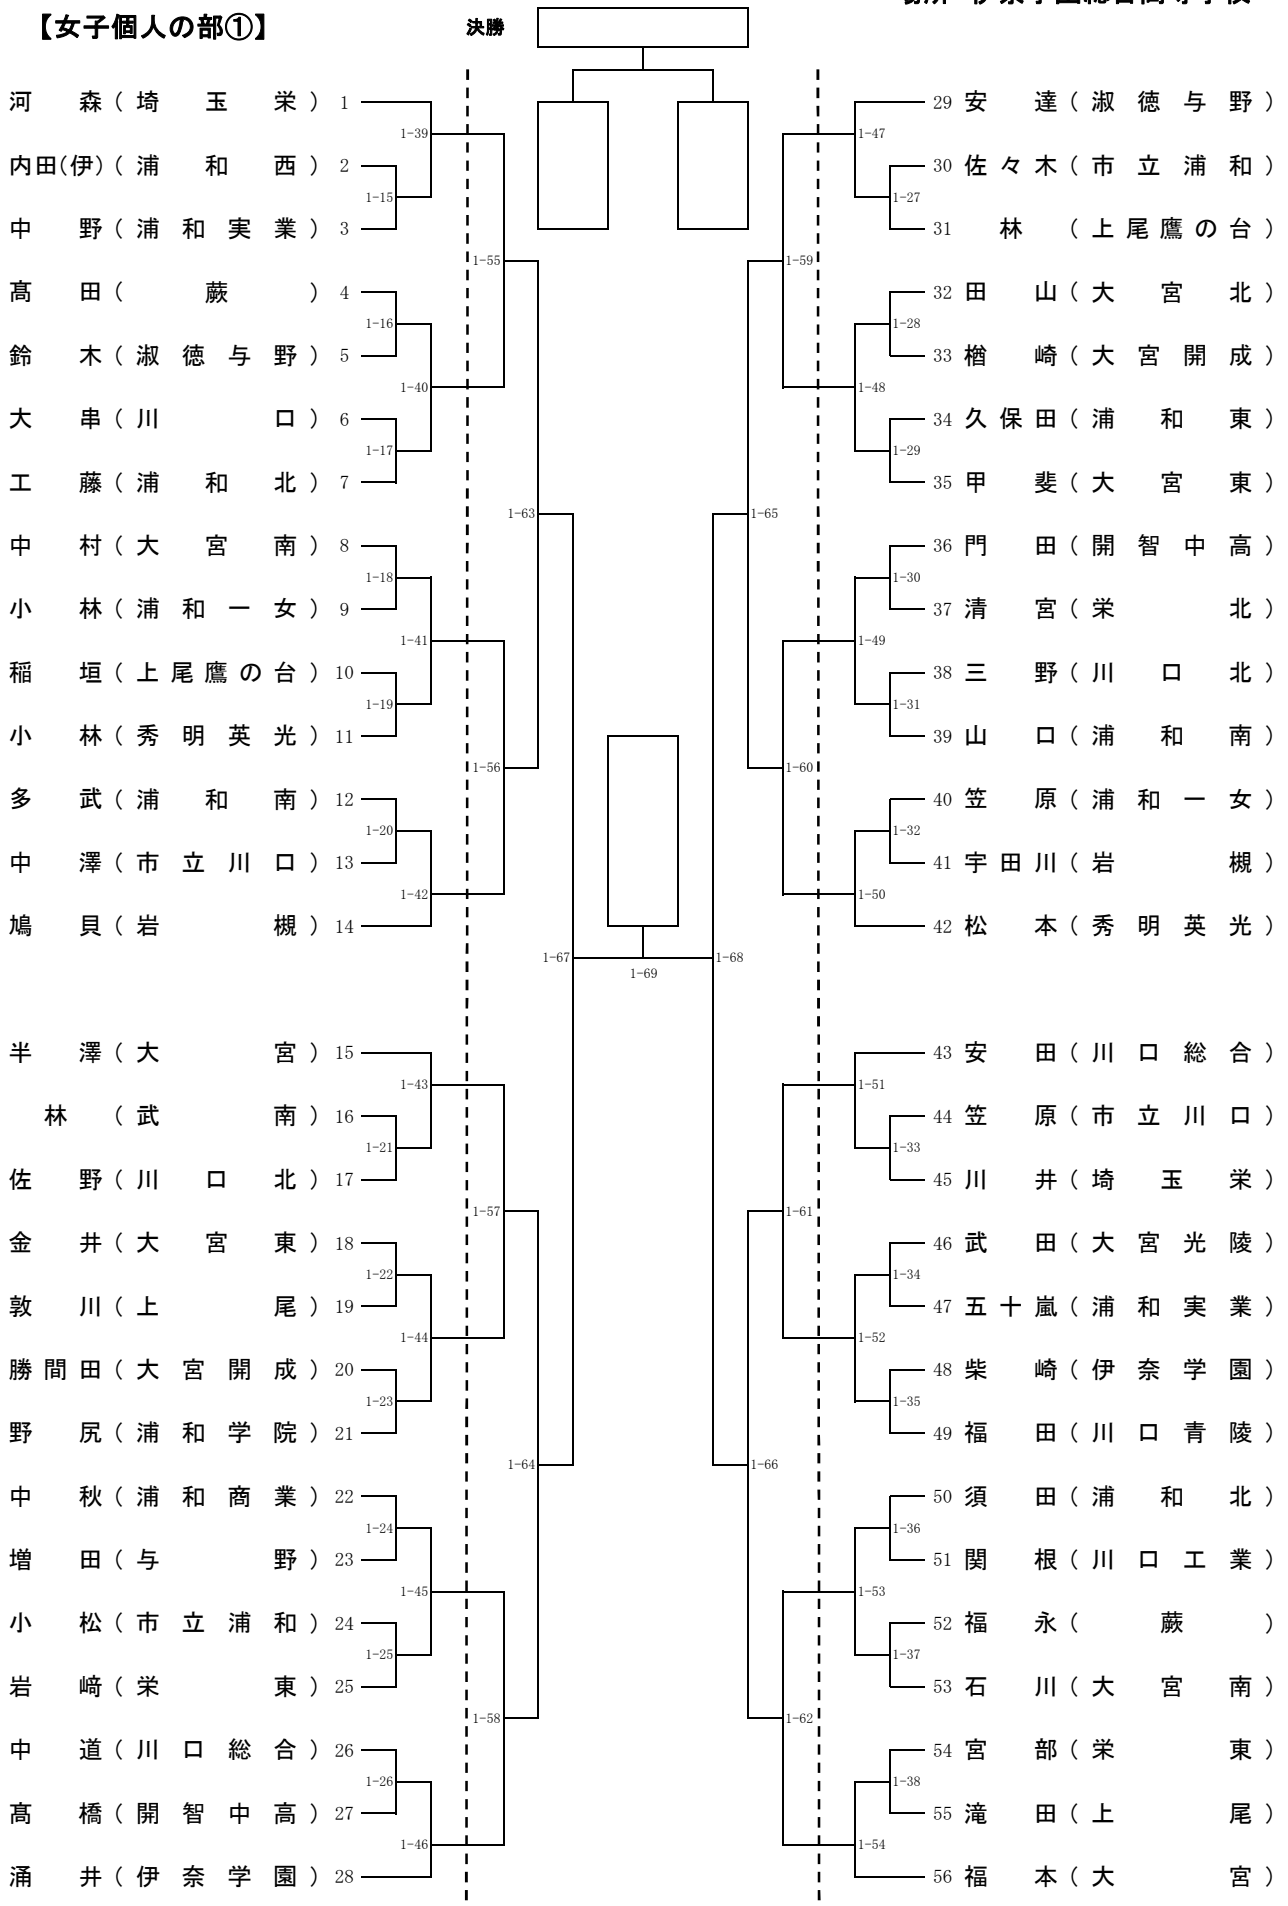 【女子個人の部①】
決勝
河森（埼玉栄）1
内田(伊)（浦和西）2
中野（浦和実業）3
髙田（蕨）4
鈴木（淑徳与野）5
大串（川口）6
工藤（浦和北）7
中村（大宮南）8
小林（浦和一女）9
稲垣（上尾鷹の台）10
小林（秀明英光）11
多武（浦和南）12
中澤（市立川口）13
鳩貝（岩槻）14
半澤（大宮）15
林（武南）16
佐野（川口北）17
金井（大宮東）18
敦川（上尾）19
勝間田（大宮開成）20
野尻（浦和学院）21
中秋（浦和商業）22
増田（与野）23
小松（市立浦和）24
岩﨑（栄東）25
中道（川口総合）26
髙橋（開智中高）27
涌井（伊奈学園）28
1-15
1-16
1-17
1-18
1-19
1-20
1-21
1-22
1-23
1-24
1-25
1-26
1-39
1-40
1-41
1-42
1-43
1-44
1-45
1-46
1-55
1-56
1-57
1-58
1-63
1-64
1-67
1-69
1-68
1-65
1-66
1-59
1-60
1-61
1-62
1-47
1-48
1-49
1-50
1-51
1-52
1-53
1-54
1-27
1-28
1-29
1-30
1-31
1-32
1-33
1-34
1-35
1-36
1-37
1-38
29 安達（淑徳与野）
30 佐々木（市立浦和）
31 林（上尾鷹の台）
32 田山（大宮北）
33 楢崎（大宮開成）
34 久保田（浦和東）
35 甲斐（大宮東）
36 門田（開智中高）
37 清宮（栄北）
38 三野（川口北）
39 山口（浦和南）
40 笠原（浦和一女）
41 宇田川（岩槻）
42 松本（秀明英光）
43 安田（川口総合）
44 笠原（市立川口）
45 川井（埼玉栄）
46 武田（大宮光陵）
47 五十嵐（浦和実業）
48 柴崎（伊奈学園）
49 福田（川口青陵）
50 須田（浦和北）
51 関根（川口工業）
52 福永（蕨）
53 石川（大宮南）
54 宮部（栄東）
55 滝田（上尾）
56 福本（大宮）